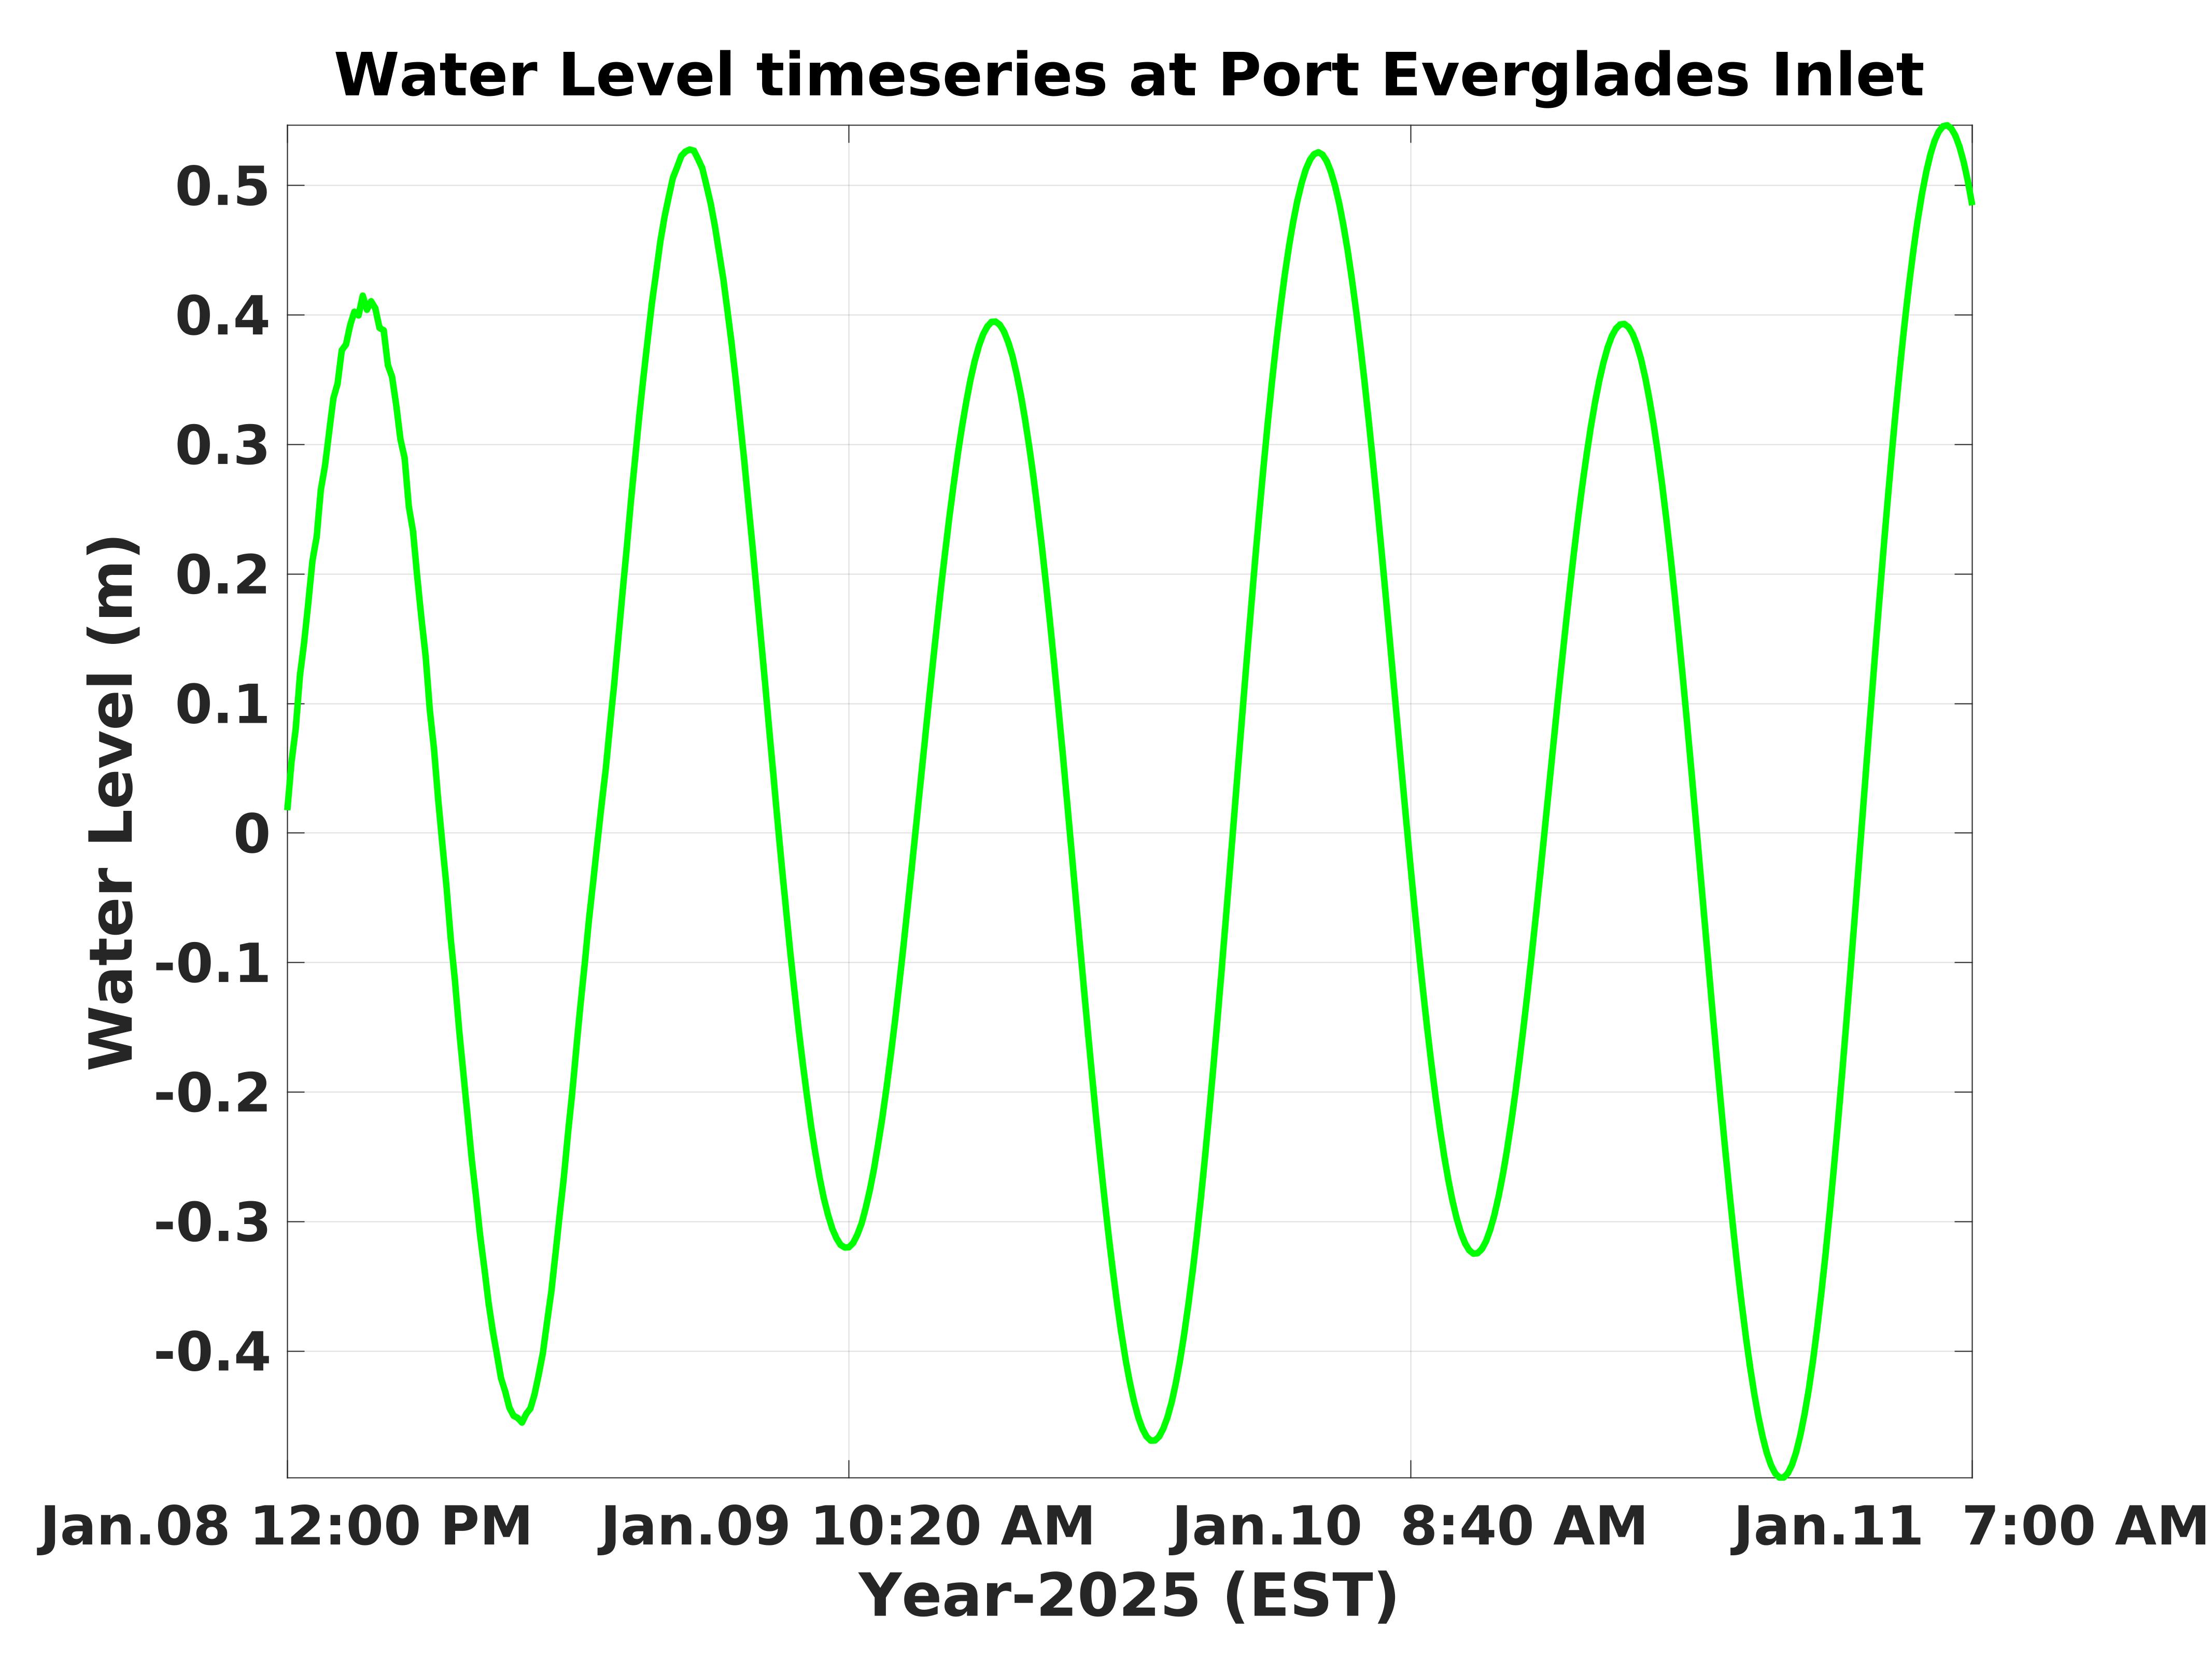 Water Level timeseries at Port Everglades Inlet
0.5
0.4
0.3
0.2
0.1
0
-0.1
-0.2
-0.3
-0.4
Water Level (m)
Jan.08 12:00 PM Jan.09 10:20 AM Jan.10 8:40 AM Jan.11 7:00 AM
Year-2025 (EST)